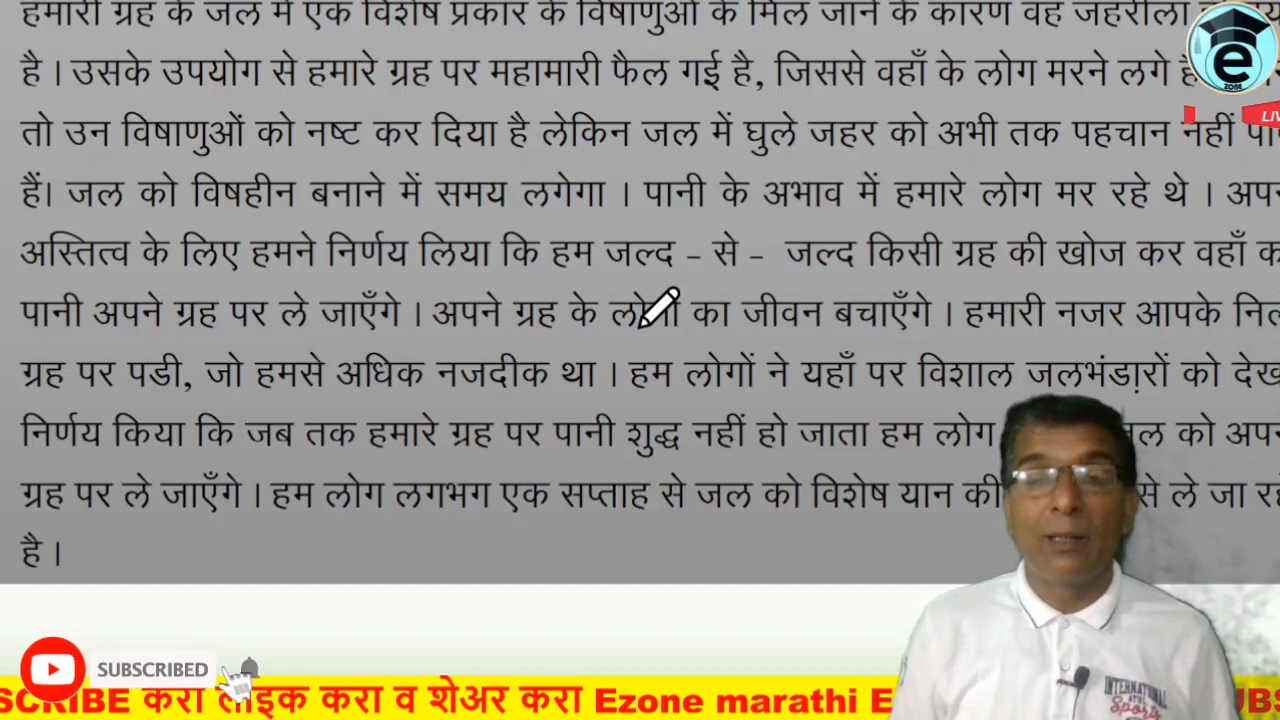 हमारी ग्रह के जल में एक विशेष प्रकार के विषाणुओं के मिल जाने के कारण वह जहरीला
है । उसके उपयोग से हमारे ग्रह पर महामारी फैल गई है, जिससे वहाँ के लोग मरने लगे
तो उन विषाणुओं को नष्ट कर दिया है लेकिन जल में घुले जहर को अभी तक पहचान नहीं
हैं। जल को विषहीन बनाने में समय लगेगा । पानी के अभाव में हमारे लोग मर रहे थे ।
अस्तित्व के लिए हमने निर्णय लिया कि हम जल्द - से - जल्द किसी ग्रह की खोज कर वहाँ
पानी अपने ग्रह पर ले जाएँगे । अपने ग्रह के का जीवन बचाएँगे । हमारी नजर आपके
ग्रह पर पडी, जो हमसे अधिक नजदीक था । हम लोगों ने यहाँ पर विशाल जलभंडारों को
निर्णय किया कि जब तक हमारे ग्रह पर पानी शुद्ध नहीं हो जाता हम लोग को
ग्रह पर ले जाएँगे । हम लोग लगभग एक सप्ताह से जल को विशेष यान की से ले जा
है ।
e
ZONE
SUBSCRIBED
करा लाइक करा व शेअर करा Ezone marathi
INTERNATIONAL
Sports